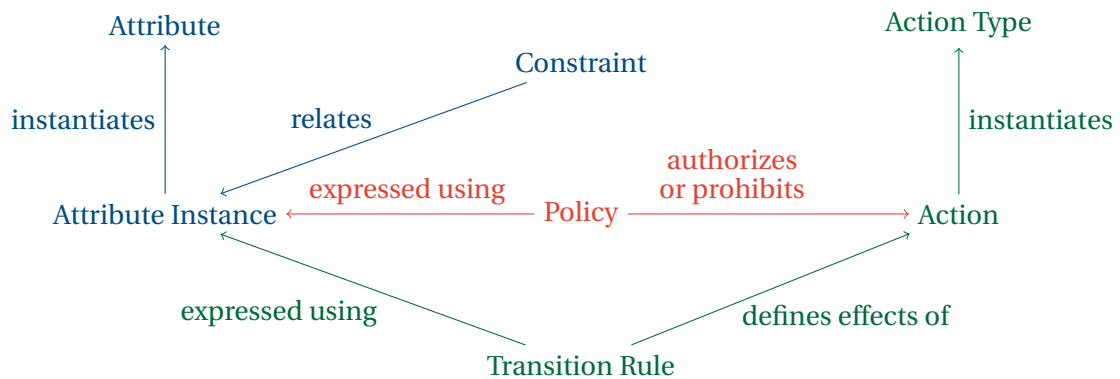 Attribute
Action Type
Constraint
instantiates
relates
instantiates
expressed using
authorizes
or prohibits
Attribute Instance
Policy
Action
expressed using
defines effects of
Transition Rule